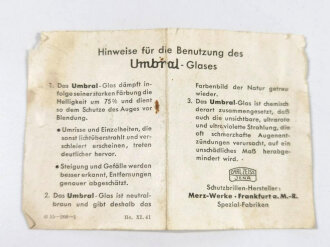 Hinweise für die Benutzung des
Umbral-Glases
1. Das Umbral-Glas dämpft in-
folge seiner starken Färbung die
Helligkeit um 75% und dient
so dem Schutze des Auges vor
Blendung.
• Umrisse und Einzelheiten, die
sonst lichtüberstrahlt und ver-
schleiert erscheinen, treten
deutlicher hervor.
• Steigung und Gefälle werden
besser erkannt, Entfernungen
genauer abgeschätzt.
2. Das Umbral-Glas ist neutral-
braun und gibt deshalb das
Farbenbild der Natur getreu
wieder.
3. Das Umbral-Glas ist chemisch
derart zusammengesetzt, daß
auch die unsichtbare, ultrarote
und ultraviolette Strahlung, die
oft schmerzhafte Augenent-
zündungen verursacht, auf ein
unschädliches Maß herabge-
mindert wird.
CARL ZEISS
JENA
Schutzbrillen-Hersteller:
Merz-Werke - Frankfurt a. M.-R.
Spezial-Fabriken
XI. 41